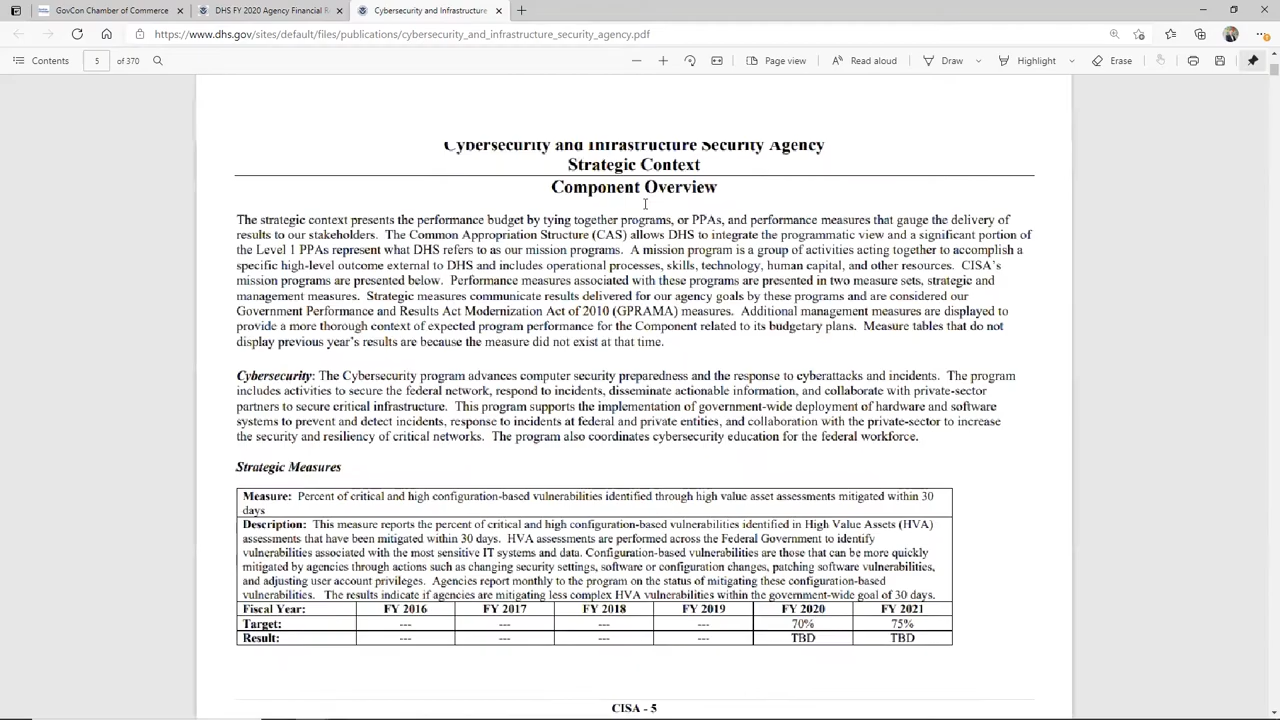 GovCon Chamber of Commerce
DHS FY 2020 Agency Financial R
Cybersecurity and Infrastructure
https://www.dhs.gov/sites/default/files/publications/cybersecurity_and_infrastructure_security_agency.pdf
Contents
5
of 370
Page view
Read aloud
Draw
Highlight
Erase
Cybersecurity and Infrastructure Security Agency
Strategic Context
Component Overview
The strategic context presents the performance budget by tying together programs, or PPAs, and performance measures that gauge the delivery of
results to our stakeholders. The Common Appropriation Structure (CAS) allows DHS to integrate the programmatic view and a significant portion of
the Level 1 PPAs represent what DHS refers to as our mission programs. A mission program is a group of activities acting together to accomplish a
specific high-level outcome external to DHS and includes operational processes, skills, technology, human capital, and other resources. CISA's
mission programs are presented below. Performance measures associated with these programs are presented in two measure sets, strategic and
management measures. Strategic measures communicate results delivered for our agency goals by these programs and are considered our
Government Performance and Results Act Modernization Act of 2010 (GPRAMA) measures. Additional management measures are displayed to
provide a more thorough context of expected program performance for the Component related to its budgetary plans. Measure tables that do not
display previous year's results are because the measure did not exist at that time.
Cybersecurity: The Cybersecurity program advances computer security preparedness and the response to cyberattacks and incidents. The program
includes activities to secure the federal network, respond to incidents, disseminate actionable information, and collaborate with private-sector
partners to secure critical infrastructure. This program supports the implementation of government-wide deployment of hardware and software
systems to prevent and detect incidents, response to incidents at federal and private entities, and collaboration with the private-sector to increase
the security and resiliency of critical networks. The program also coordinates cybersecurity education for the federal workforce.
Strategic Measures
Measure: Percent of critical and high configuration-based vulnerabilities identified through high value asset assessments mitigated within 30
days
Description: This measure reports the percent of critical and high configuration-based vulnerabilities identified in High Value Assets (HVA)
assessments that have been mitigated within 30 days. HVA assessments are performed across the Federal Government to identify
vulnerabilities associated with the most sensitive IT systems and data. Configuration-based vulnerabilities are those that can be more quickly
mitigated by agencies through actions such as changing security settings, software or configuration changes, patching software vulnerabilities,
and adjusting user account privileges. Agencies report monthly to the program on the status of mitigating these configuration-based
vulnerabilities. The results indicate if agencies are mitigating less complex HVA vulnerabilities within the government-wide goal of 30 days.
Fiscal Year: FY 2016 FY 2017 FY 2018 FY 2019 FY 2020 FY 2021
Target: --- --- --- --- 70% 75%
Result: --- --- --- --- TBD TBD
CISA - 5